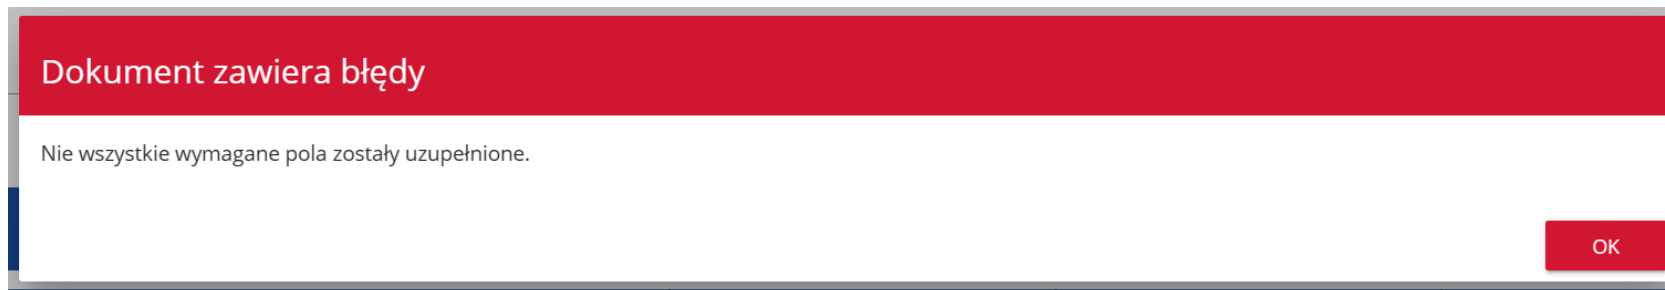 Dokument zawiera błędy
Nie wszystkie wymagane pola zostały uzupełnione.
OK